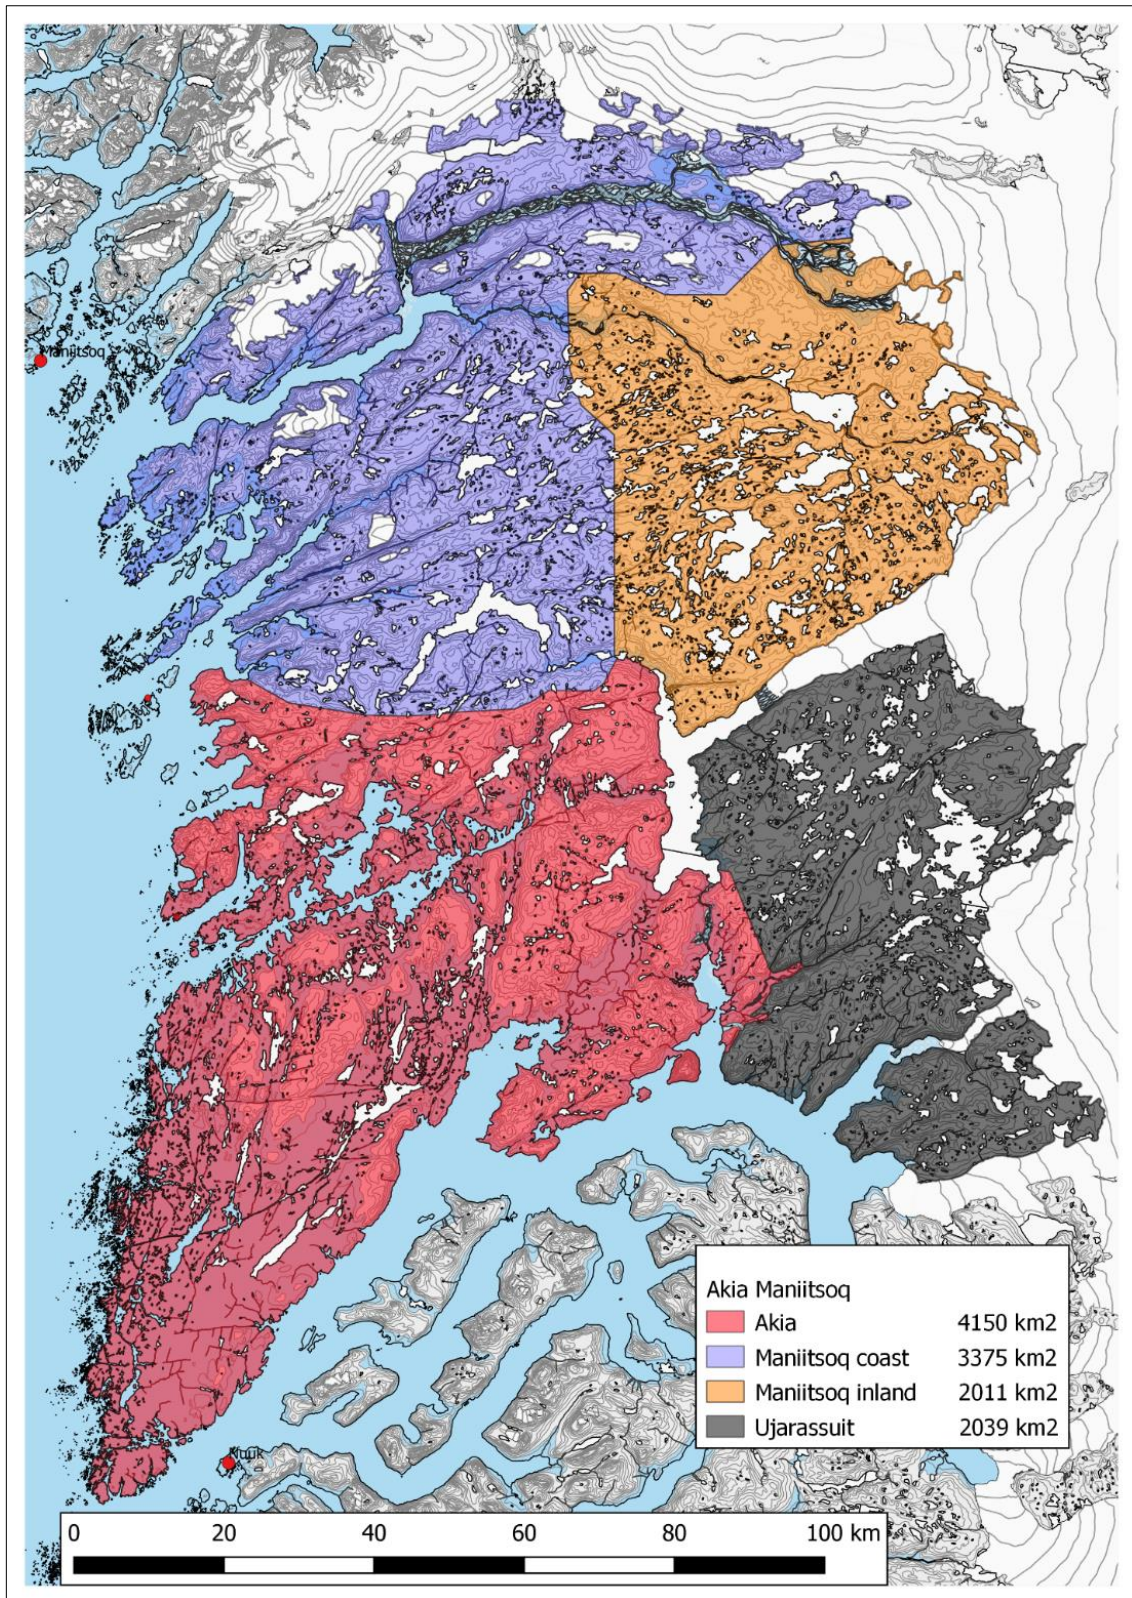 Maniitsoq
Akia Maniitsoq
Akia 4150 km2
Maniitsoq coast 3375 km2
Maniitsoq inland 2011 km2
Ujarassuit 2039 km2
Nuuk
0 20 40 60 80 100 km